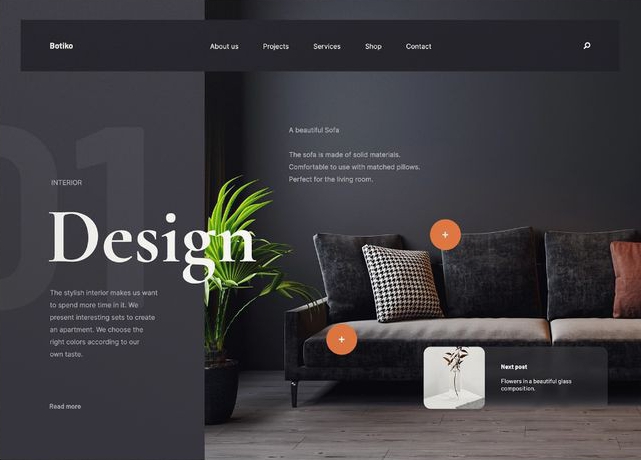 Botiko
About us
Projects
Services
Shop
Contact
A beautiful Sofa
The sofa is made of solid materials.
Comfortable to use with matched pillows.
Perfect for the living room.
01
INTERIOR
Design
The stylish interior makes us want
to spend more time in it. We
present interesting sets to create
an apartment. We choose the
right colors according to our
own taste.
Read more
+
+
Next post
Flowers in a beautiful glass
composition.